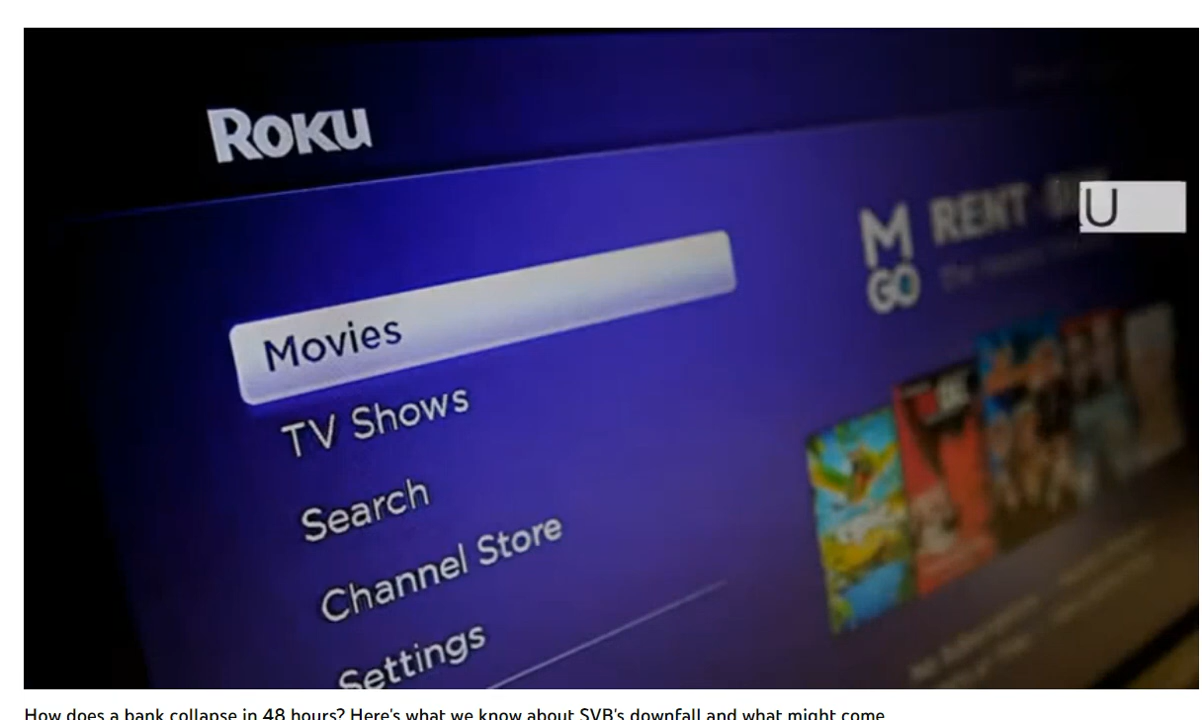 Roku
Movies
TV Shows
Search
Channel Store
Settings
M
GO
RENT
U
How does a bank collapse in 48 hours? Here's what we know about SVB's downfall and what might come